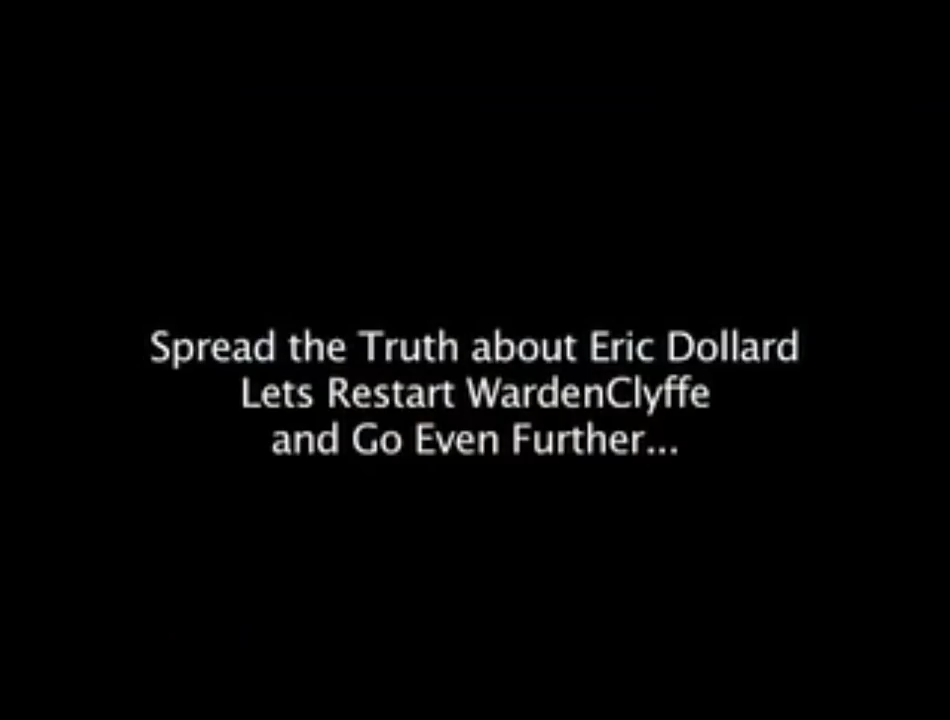 Spread the Truth about Eric Dollard
Lets Restart WardenClyffe
and Go Even Further...